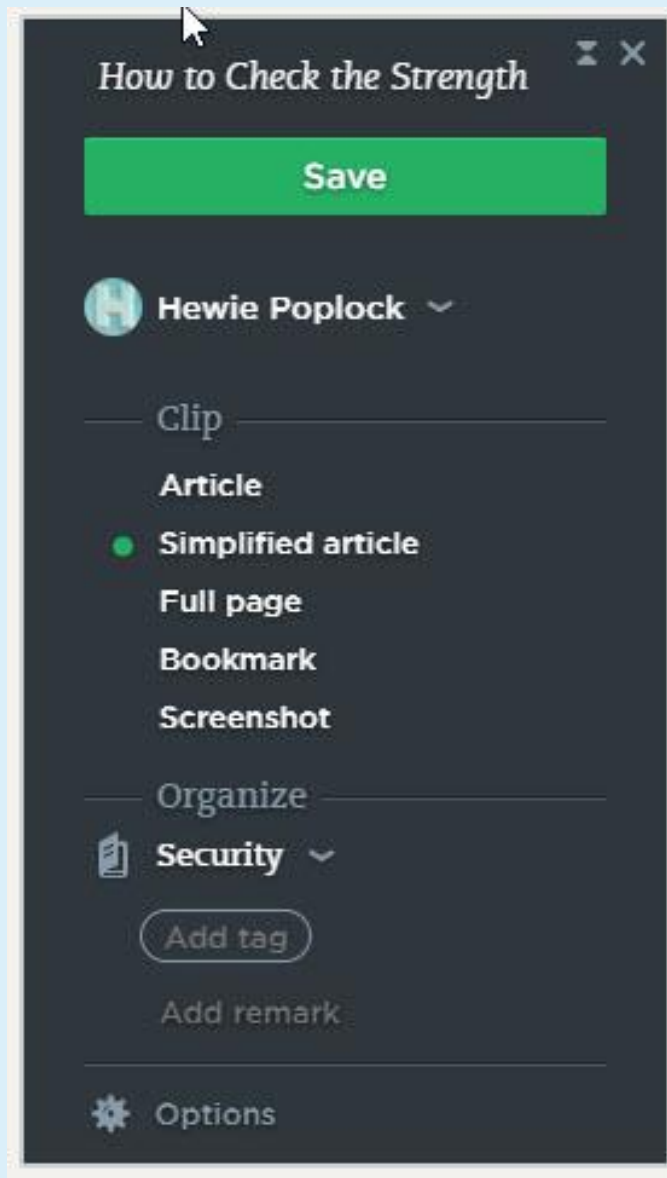 How to Check the Strength
Save
Hewie Poplock
Clip
Article
Simplified article
Full page
Bookmark
Screenshot
Organize
Security
Add tag
Add remark
Options